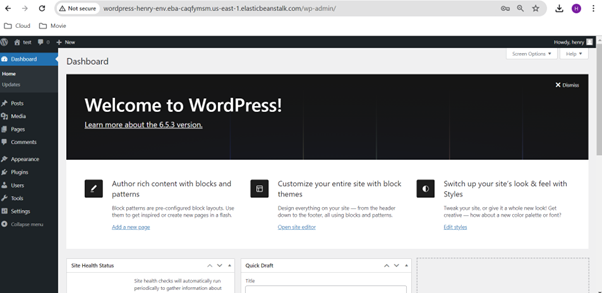 Not secure
wordpress-henry-env.eba-caqfymsm.us-east-1.elasticbeanstalk.com/wp-admin/
H
Cloud
Movie
test
0
New
Howdy, henry
Dashboard
Home
Updates
Posts
Media
Pages
Comments
Appearance
Plugins
Users
Tools
Settings
Collapse menu
Screen Options
Help
Dashboard
Dismiss
Welcome to WordPress!
Learn more about the 6.5.3 version.
Author rich content with blocks and
patterns
Block patterns are pre-configured block layouts. Use
them to get inspired or create new pages in a flash.
Add a new page
Customize your entire site with block
themes
Design everything on your site — from the header
down to the footer, all using blocks and patterns.
Open site editor
Switch up your site's look & feel with
Styles
Tweak your site, or give it a whole new look! Get
creative — how about a new color palette or font?
Edit styles
Site Health Status
Site health checks will automatically run
periodically to gather information about
Quick Draft
Title